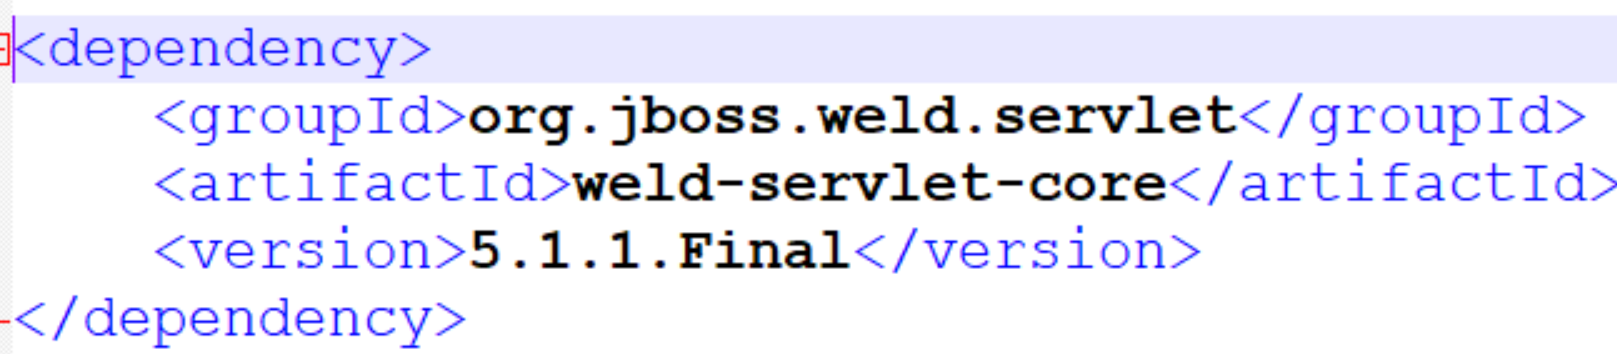 <dependency>
    <groupId>org.jboss.weld.servlet</groupId>
    <artifactId>weld-servlet-core</artifactId>
    <version>5.1.1.Final</version>
</dependency>